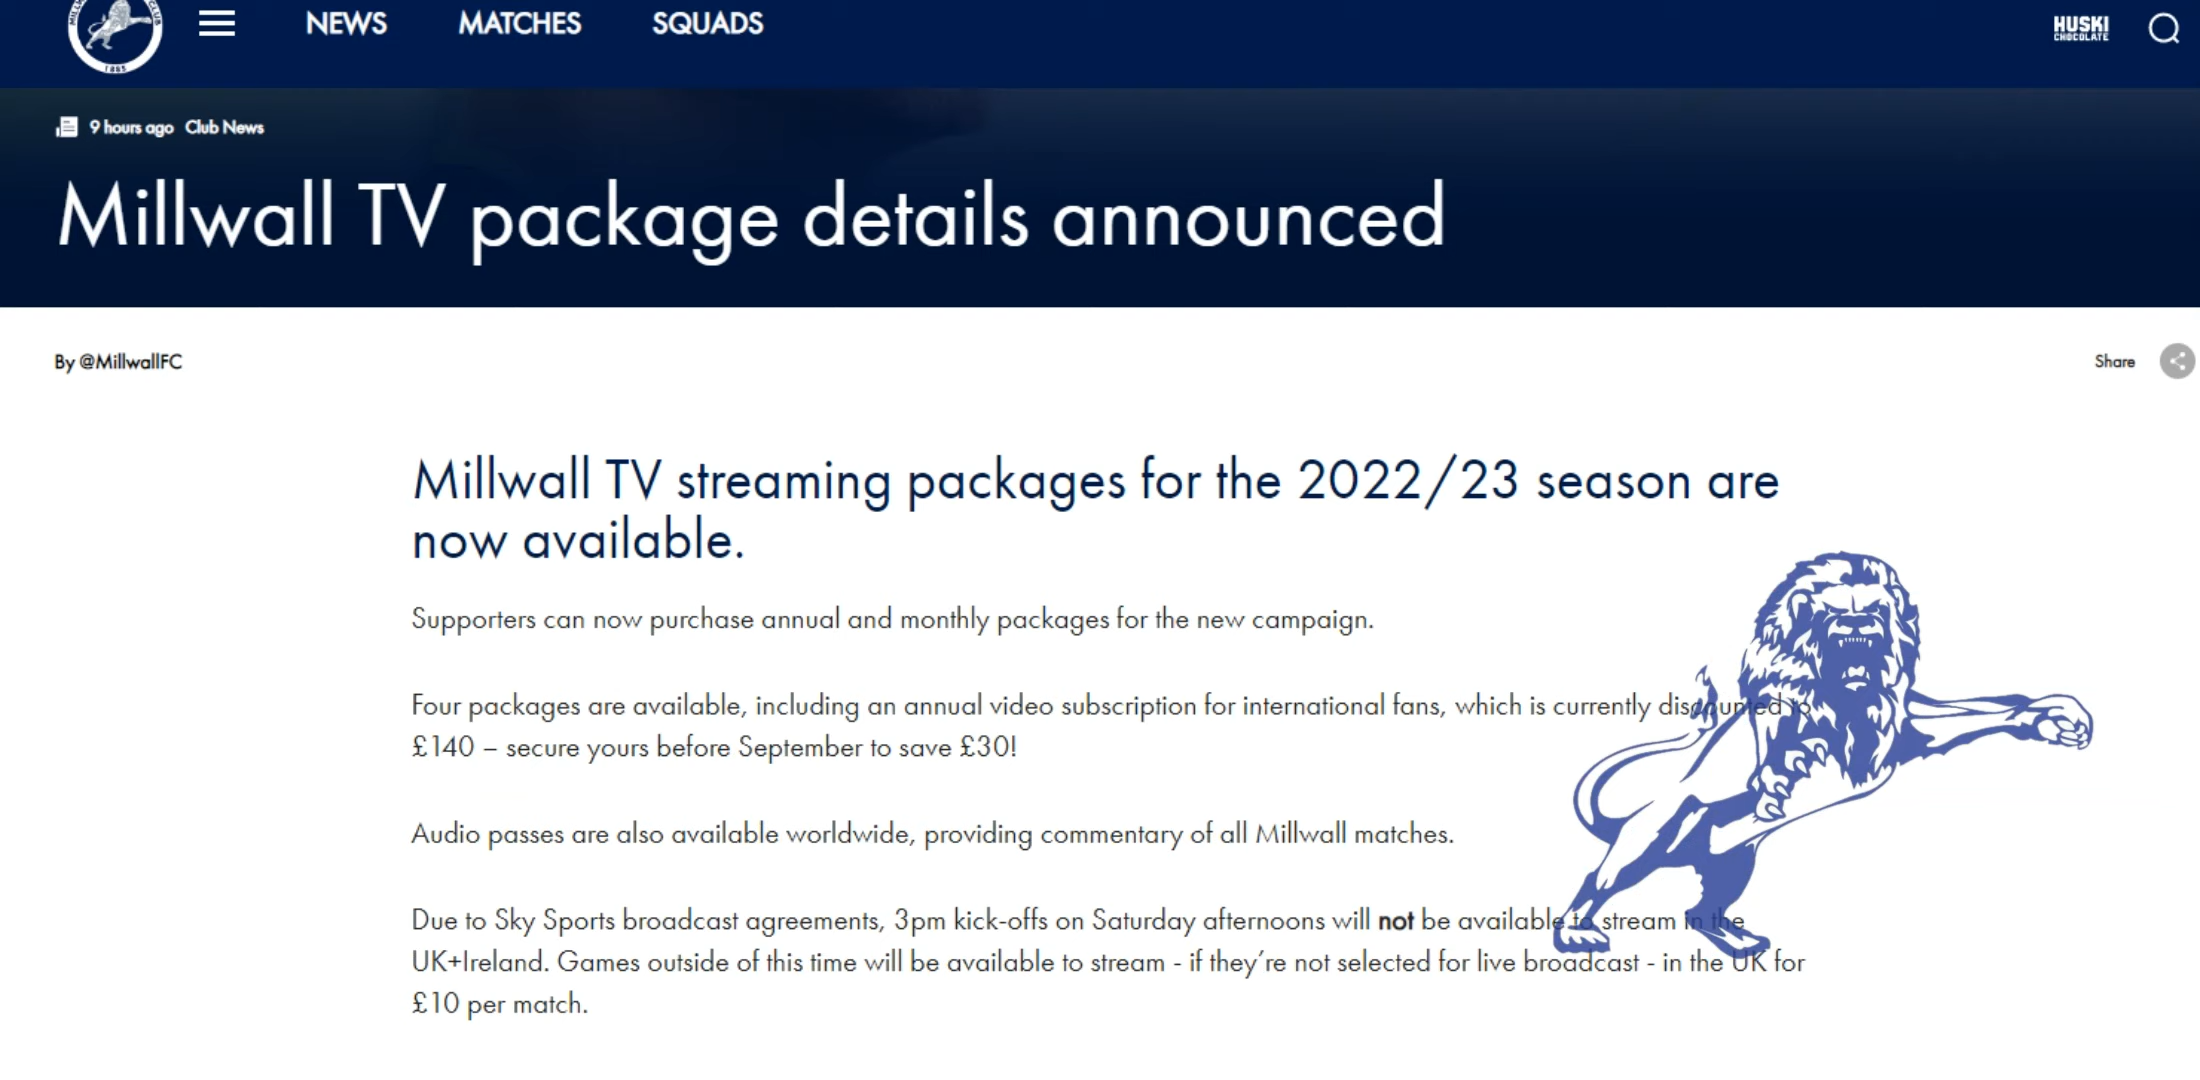 NEWS MATCHES SQUADS
HUSKI
CHOCOLATE
1885
9 hours ago Club News
Millwall TV package details announced
By @MillwallFC
Share
Millwall TV streaming packages for the 2022/23 season are
now available.
Supporters can now purchase annual and monthly packages for the new campaign.
Four packages are available, including an annual video subscription for international fans, which is currently discounted to
£140 – secure yours before September to save £30!
Audio passes are also available worldwide, providing commentary of all Millwall matches.
Due to Sky Sports broadcast agreements, 3pm kick-offs on Saturday afternoons will not be available to stream in the
UK+Ireland. Games outside of this time will be available to stream - if they’re not selected for live broadcast - in the UK for
£10 per match.